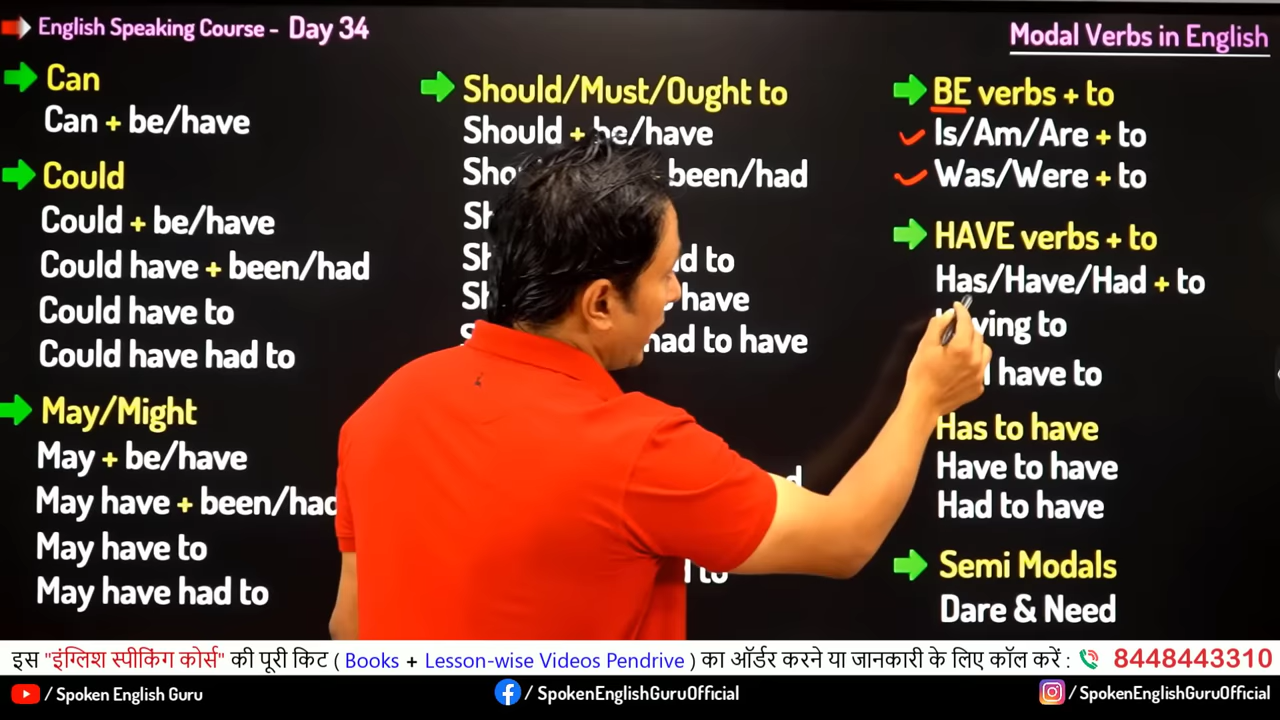 English Speaking Course - Day 34
Modal Verbs in English
Can
Can + be/have
Could
Could + be/have
Could have + been/had
Could have to
Could have had to
May/Might
May + be/have
May have + been/had
May have to
May have had to
Should/Must/Ought to
Should + be/have
been/had
to
have
had to have
to
BE verbs + to
Is/Am/Are + to
Was/Were + to
HAVE verbs + to
Has/Have/Had + to
Having to
have to
Has to have
Have to have
Had to have
Semi Modals
Dare & Need
इस "इंग्लिश स्पीकिंग कोर्स" की पूरी किट ( Books + Lesson-wise Videos Pendrive ) का ऑर्डर करने या जानकारी के लिए कॉल करें : 8448443310
/ Spoken English Guru
/ SpokenEnglishGuruOfficial
/ SpokenEnglishGuruOfficial